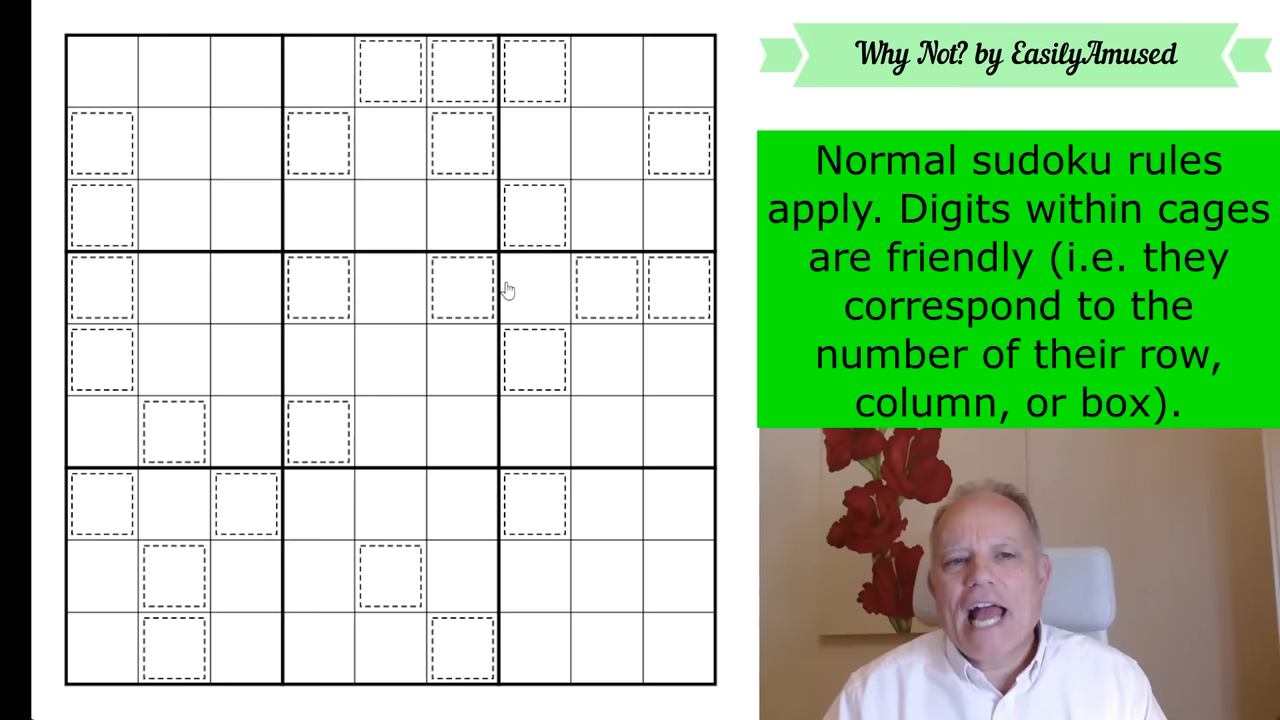 Why Not? by EasilyAmused
Normal sudoku rules
apply. Digits within cages
are friendly (i.e. they
correspond to the
number of their row,
column, or box).